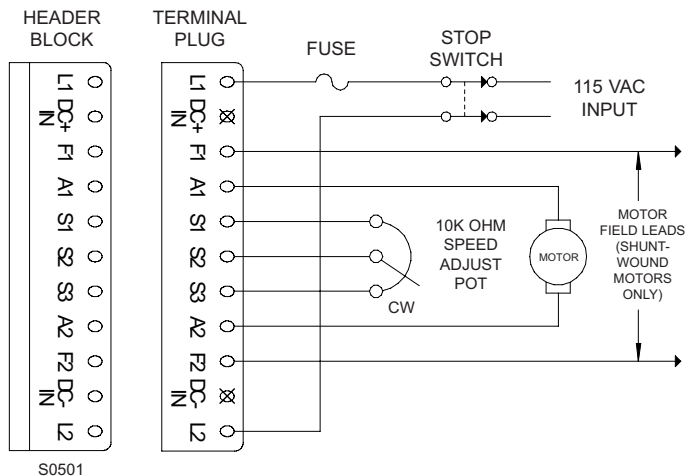 HEADER
BLOCK
TERMINAL
PLUG
FUSE
STOP
SWITCH
115 VAC
INPUT
L1
DC+
IN
F1
A1
S1
S2
S3
A2
F2
DC-
IN
L2
L1
DC+
IN
F1
A1
S1
S2
S3
A2
F2
DC-
IN
L2
10K OHM
SPEED
ADJUST
POT
CW
MOTOR
MOTOR
FIELD LEADS
(SHUNT-
WOUND
MOTORS
ONLY)
S0501